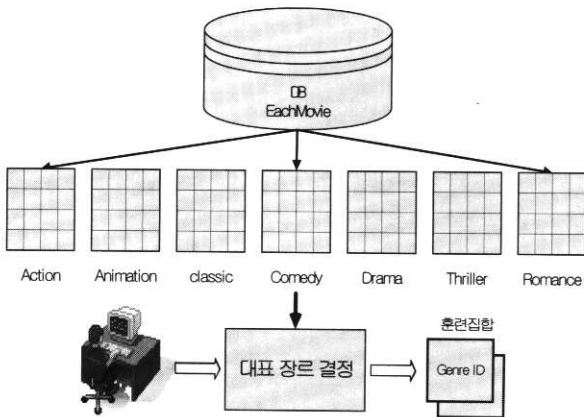 DB
EachMovie
Action Animation classic Comedy Drama Thriller Romance
훈련집합
대표 장르 결정
Genre ID